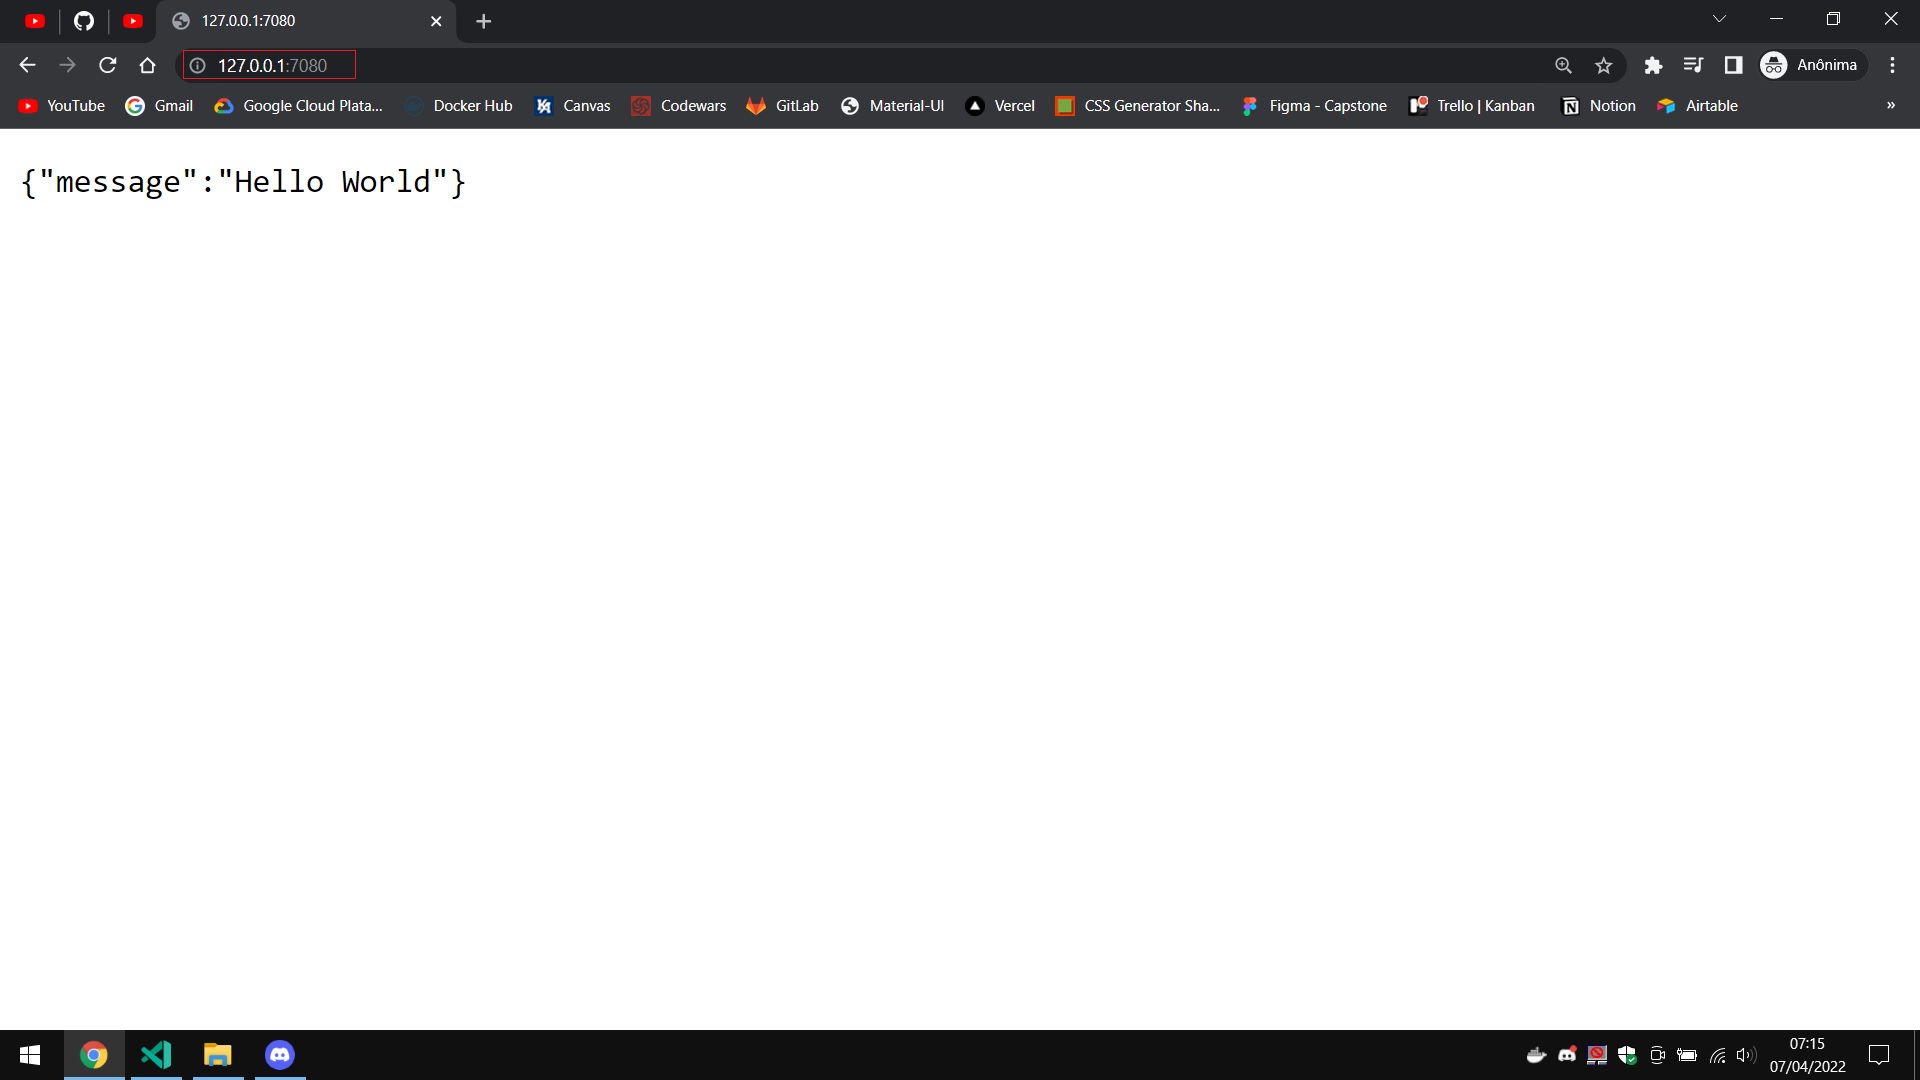 127.0.0.1:7080
127.0.0.1:7080
Anônima
YouTube
Gmail
Google Cloud Plata...
Docker Hub
Canvas
Codewars
GitLab
Material-UI
Vercel
CSS Generator Sha...
Figma - Capstone
Trello | Kanban
Notion
Airtable
»
{"message":"Hello World"}
07:15
07/04/2022